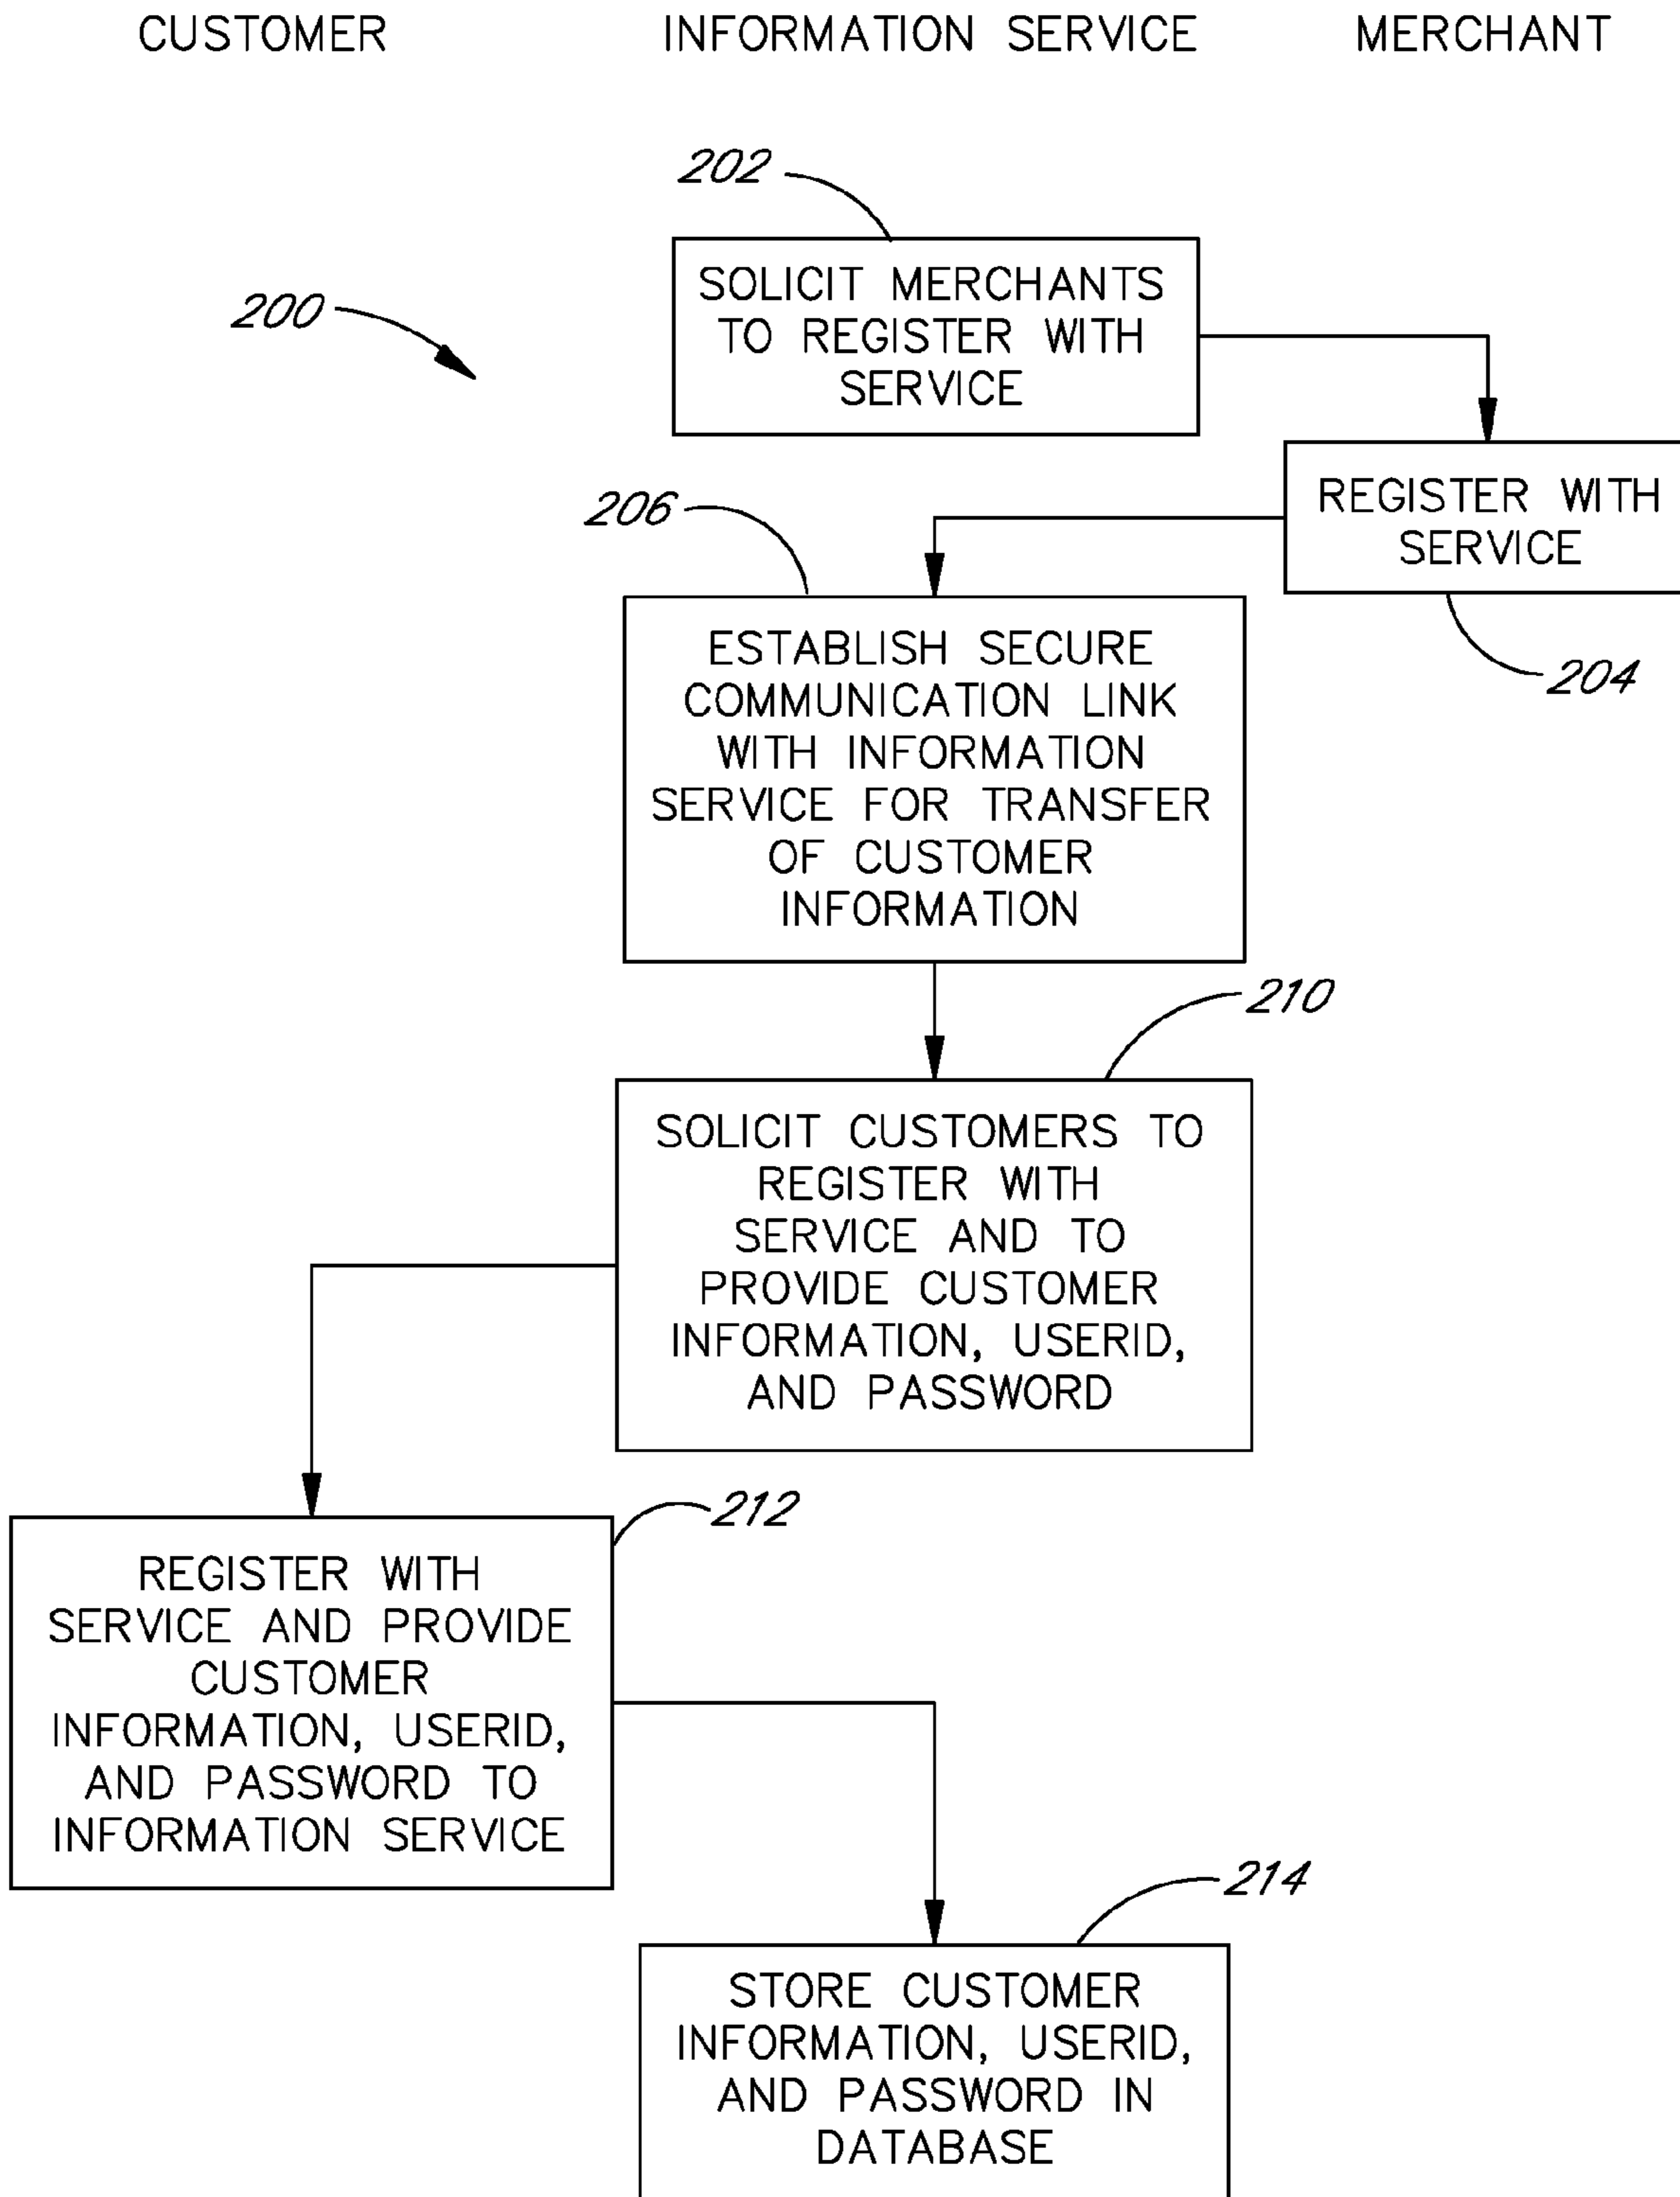 CUSTOMER
INFORMATION SERVICE
MERCHANT
202
200
SOLICIT MERCHANTS
TO REGISTER WITH
SERVICE
206
REGISTER WITH
SERVICE
204
ESTABLISH SECURE
COMMUNICATION LINK
WITH INFORMATION
SERVICE FOR TRANSFER
OF CUSTOMER
INFORMATION
210
SOLICIT CUSTOMERS TO
REGISTER WITH
SERVICE AND TO
PROVIDE CUSTOMER
INFORMATION, USERID,
AND PASSWORD
212
REGISTER WITH
SERVICE AND PROVIDE
CUSTOMER
INFORMATION, USERID,
AND PASSWORD TO
INFORMATION SERVICE
214
STORE CUSTOMER
INFORMATION, USERID,
AND PASSWORD IN
DATABASE